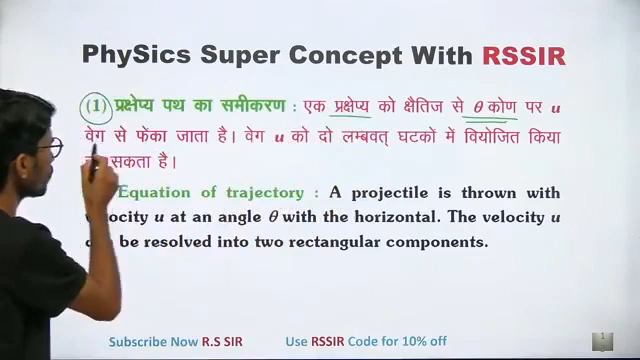 PhySics Super Concept With RSSIR
(1) प्रक्षेप्य पथ का समीकरण : एक प्रक्षेप्य को क्षैतिज से θ कोण पर u
वेग से फेंका जाता है। वेग u को दो लम्बवत् घटकों में वियोजित किया
सकता है।
Equation of trajectory : A projectile is thrown with
velocity u at an angle θ with the horizontal. The velocity u
be resolved into two rectangular components.
Subscribe Now R.S SIR Use RSSIR Code for 10% off
1